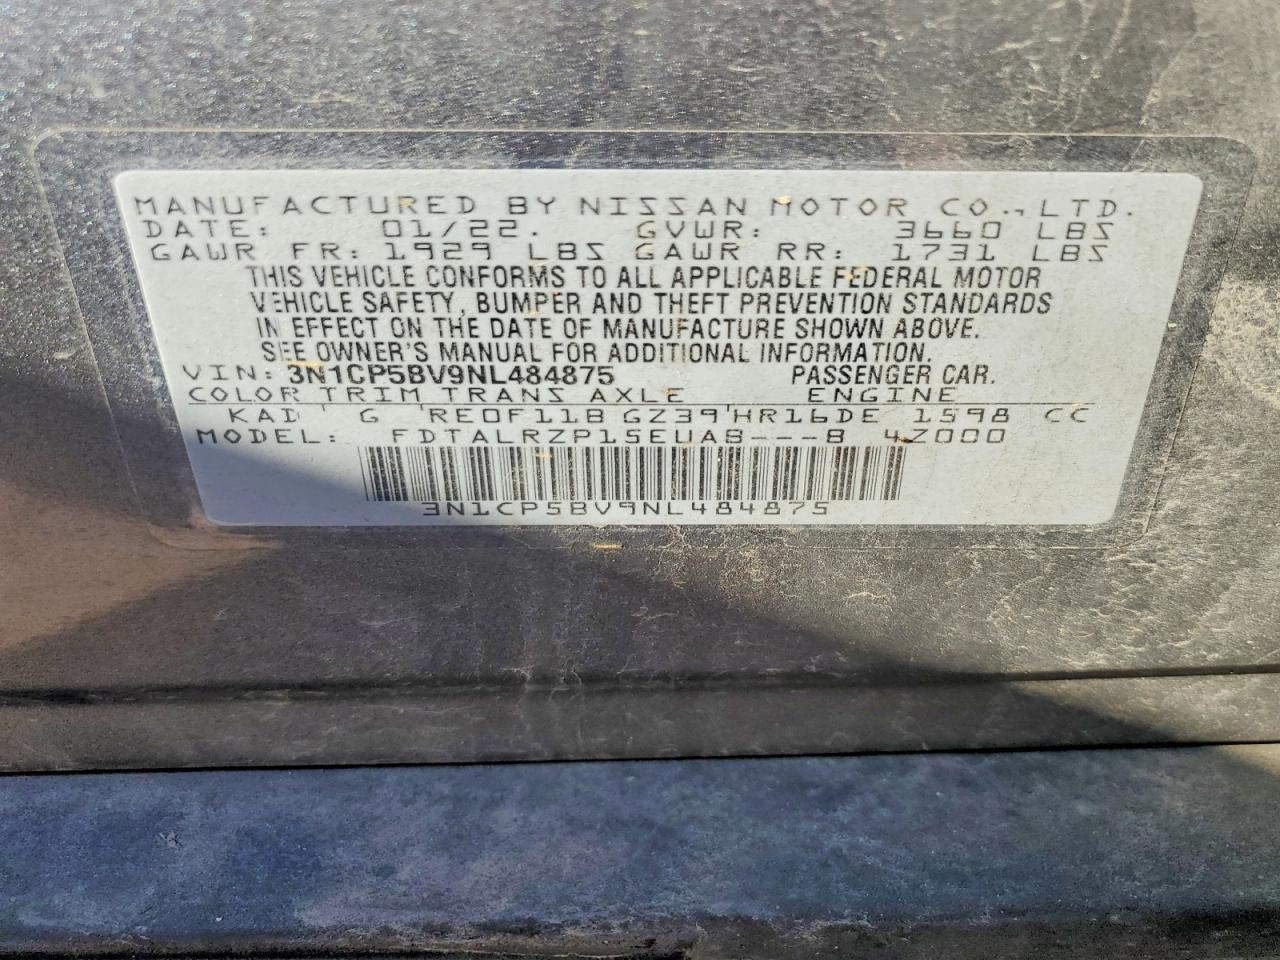 MANUFACTURED BY NISSAN MOTOR CO., LTD.
DATE: 01/22. GVWR: 3660 LBS
GAWR FR: 1929 LBS GAWR RR: 1731 LBS
THIS VEHICLE CONFORMS TO ALL APPLICABLE FEDERAL MOTOR
VEHICLE SAFETY, BUMPER AND THEFT PREVENTION STANDARDS
IN EFFECT ON THE DATE OF MANUFACTURE SHOWN ABOVE.
SEE OWNER'S MANUAL FOR ADDITIONAL INFORMATION.
VIN: 3N1CP5BV9NL484875 PASSENGER CAR.
COLOR TRIM TRANS AXLE ENGINE
KAD ' G 'RE0F11B GZ39'HR16DE 1598 CC
MODEL: FDTALRZP15EUA8---8 4Z000
3N1CP5BV9NL484875